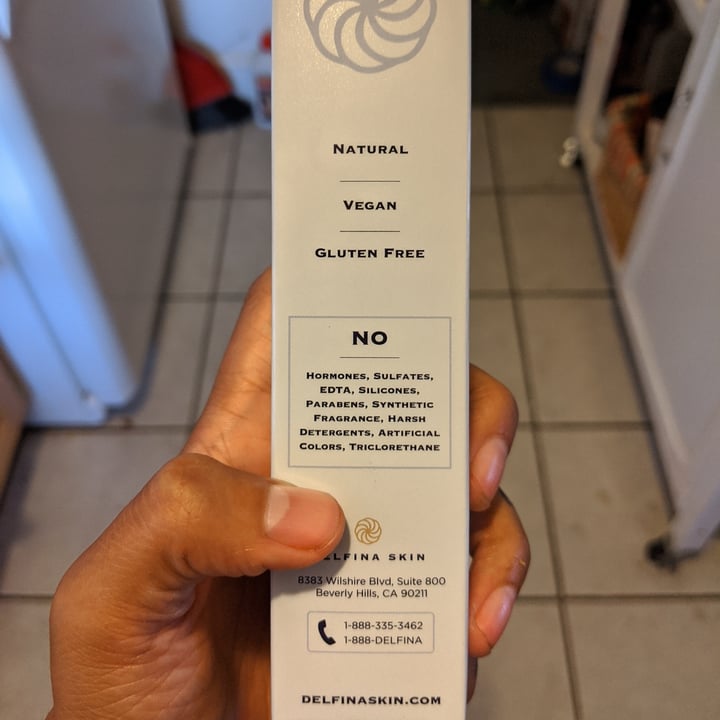 NATURAL
VEGAN
GLUTEN FREE
NO
HORMONES, SULFATES,
EDTA, SILICONES,
PARABENS, SYNTHETIC
FRAGRANCE, HARSH
DETERGENTS, ARTIFICIAL
COLORS, TRICLORETHANE
ELFINA SKIN
8383 Wilshire Blvd, Suite 800
Beverly Hills, CA 90211
1-888-335-3462
1-888-DELFINA
DELFINASKIN.COM